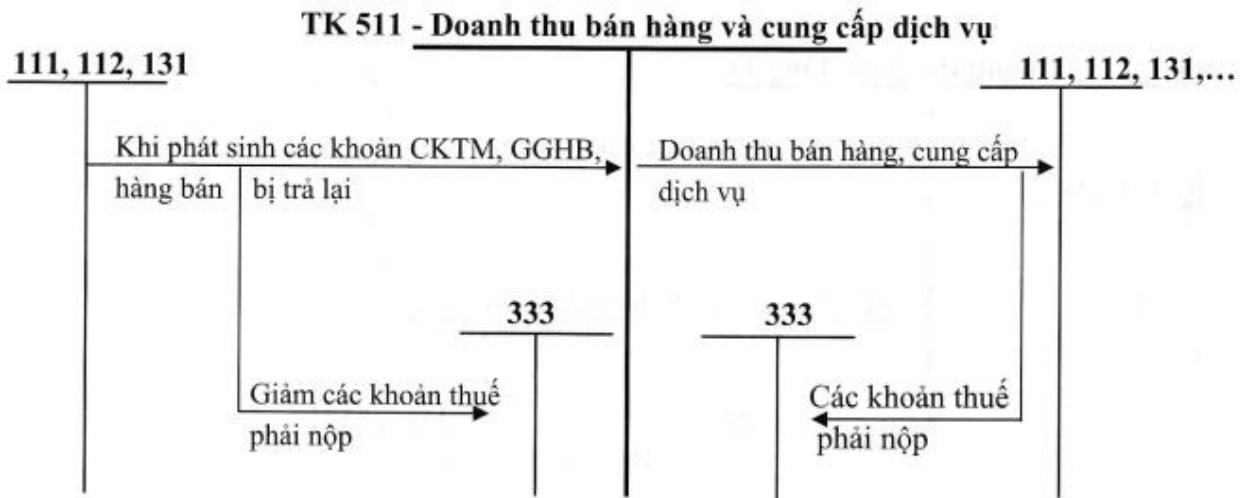 TK 511 - Doanh thu bán hàng và cung cấp dịch vụ
111, 112, 131
111, 112, 131,...
Khi phát sinh các khoản CKTM, GGHB,
hàng bán bị trả lại
Doanh thu bán hàng, cung cấp
dịch vụ
333
333
Giảm các khoản thuế
phải nộp
Các khoản thuế
phải nộp